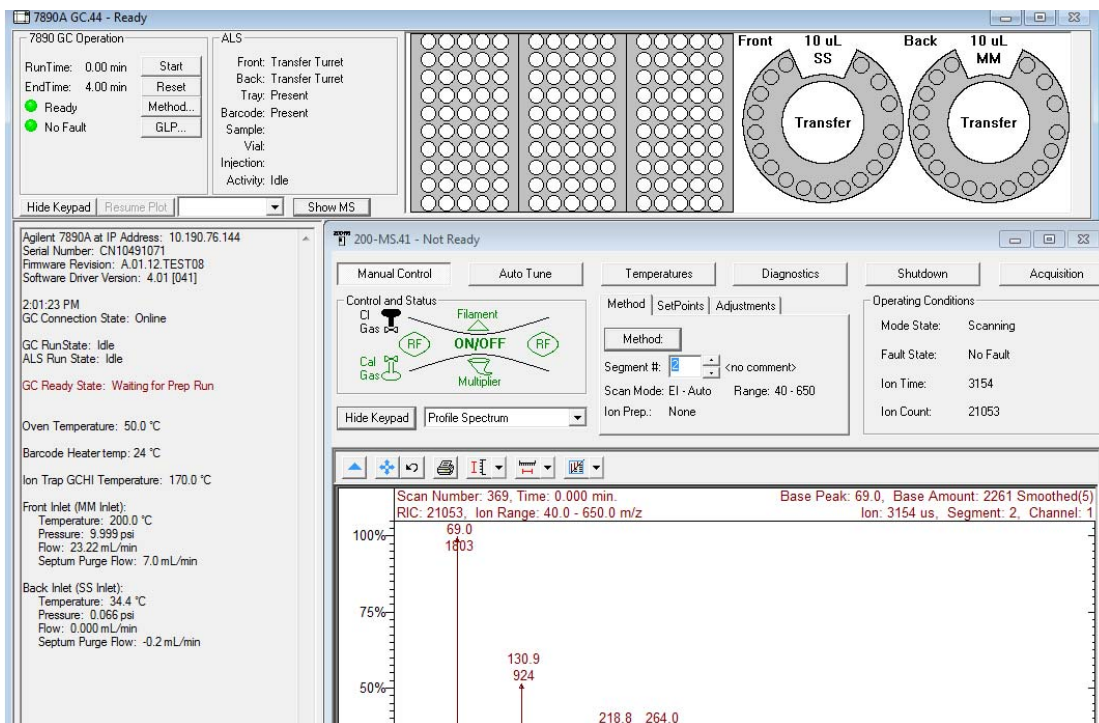 7890A GC.44 - Ready
7890 GC Operation
RunTime: 0.00 min
Start
EndTime: 4.00 min
Reset
Ready
Method...
No Fault
GLP...
ALS
Front: Transfer Turret
Back: Transfer Turret
Tray: Present
Barcode: Present
Sample:
Vial:
Injection:
Activity: Idle
Front 10 uL
SS
Transfer
Back 10 uL
MM
Transfer
Hide Keypad
Resume Plot
Show MS
Agilent 7890A at IP Address: 10.190.76.144
Serial Number: CN10491071
Firmware Revision: A.01.12.TEST08
Software Driver Version: 4.01 [041]
2:01:23 PM
GC Connection State: Online
GC RunState: Idle
ALS Run State: Idle
GC Ready State: Waiting for Prep Run
Oven Temperature: 50.0 °C
Barcode Heater temp: 24 °C
Ion Trap GCHI Temperature: 170.0 °C
Front Inlet (MM Inlet):
Temperature: 200.0 °C
Pressure: 9.999 psi
Flow: 23.22 mL/min
Septum Purge Flow: 7.0 mL/min
Back Inlet (SS Inlet):
Temperature: 34.4 °C
Pressure: 0.066 psi
Flow: 0.000 mL/min
Septum Purge Flow: -0.2 mL/min
200-MS.41 - Not Ready
Manual Control
Auto Tune
Temperatures
Diagnostics
Shutdown
Acquisition
Control and Status
CI
Gas
Filament
RF
ON/OFF
RF
Cal
Gas
Multiplier
Hide Keypad
Profile Spectrum
Method
SetPoints
Adjustments
Method:
Segment #: 2 <no comment>
Scan Mode: EI - Auto Range: 40 - 650
Ion Prep.: None
Operating Conditions
Mode State: Scanning
Fault State: No Fault
Ion Time: 3154
Ion Count: 21053
Scan Number: 369, Time: 0.000 min.
Base Peak: 69.0, Base Amount: 2261 Smoothed(5)
RIC: 21053, Ion Range: 40.0 - 650.0 m/z
Ion: 3154 us, Segment: 2, Channel: 1
100%
69.0
1803
75%
130.9
924
50%
218.8 264.0